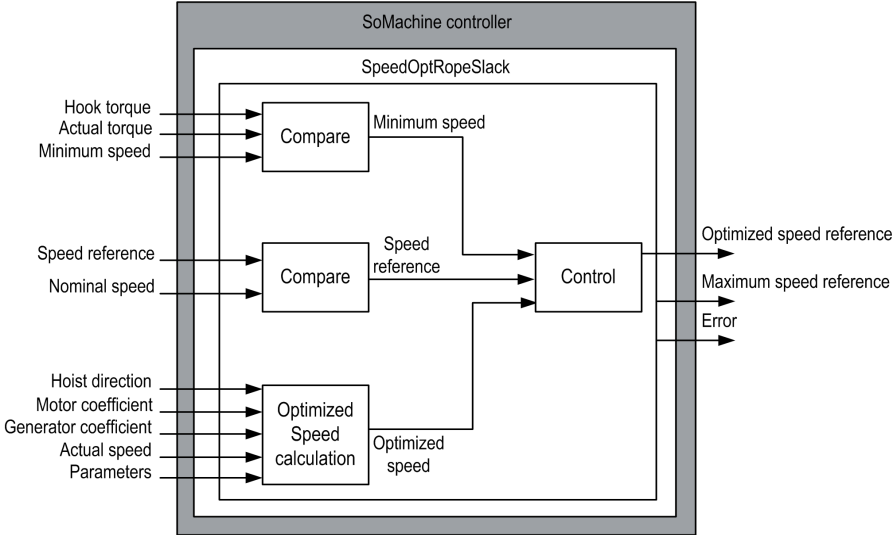 SoMachine controller
SpeedOptRopeSlack
Hook torque
Actual torque
Minimum speed
Compare
Minimum speed
Speed reference
Nominal speed
Compare
Speed
reference
Control
Optimized speed reference
Maximum speed reference
Error
Hoist direction
Motor coefficient
Generator coefficient
Actual speed
Parameters
Optimized
Speed
calculation
Optimized
speed